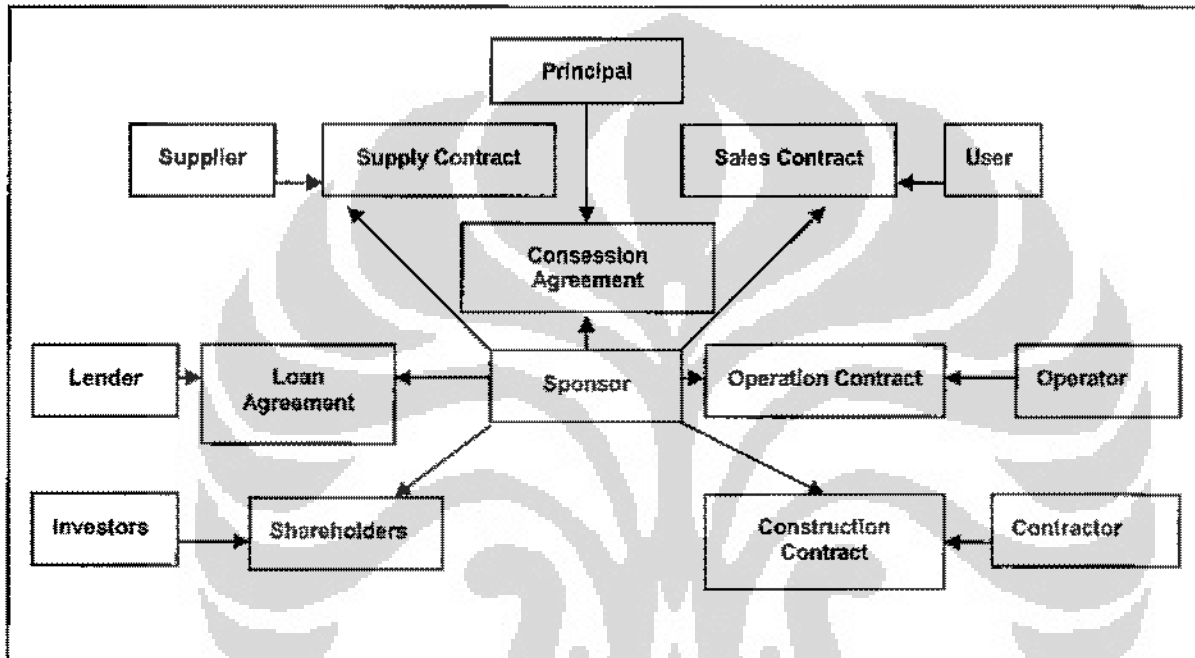 Principal
Supplier
Supply Contract
Sales Contract
User
Consession
Agreement
Lender
Loan
Agreement
Sponsor
Operation Contract
Operator
Investors
Shareholders
Construction
Contract
Contractor